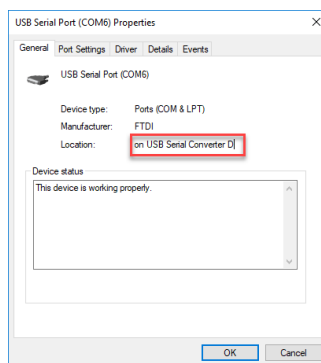 USB Serial Port (COM6) Properties
General Port Settings Driver Details Events
USB Serial Port (COM6)
Device type: Ports (COM & LPT)
Manufacturer: FTDI
Location: on USB Serial Converter D
Device status
This device is working properly.
OK Cancel